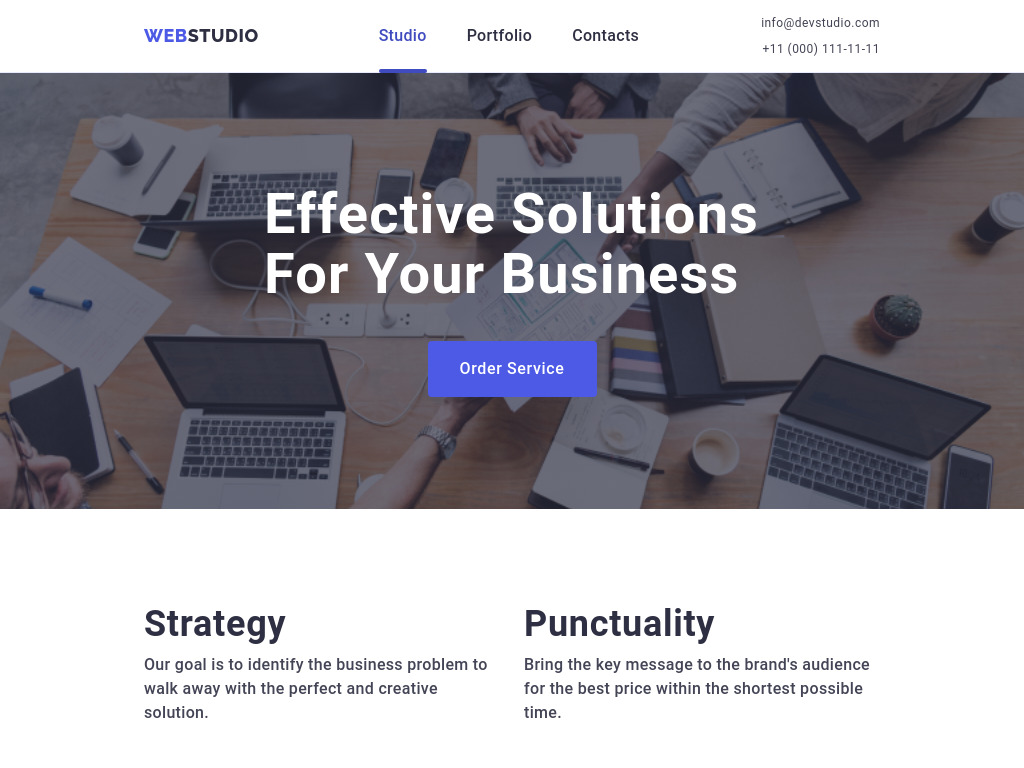 WEBSTUDIO
Studio
Portfolio
Contacts
info@devstudio.com
+11 (000) 111-11-11
Effective Solutions
For Your Business
Order Service
Strategy
Our goal is to identify the business problem to
walk away with the perfect and creative
solution.
Punctuality
Bring the key message to the brand's audience
for the best price within the shortest possible
time.